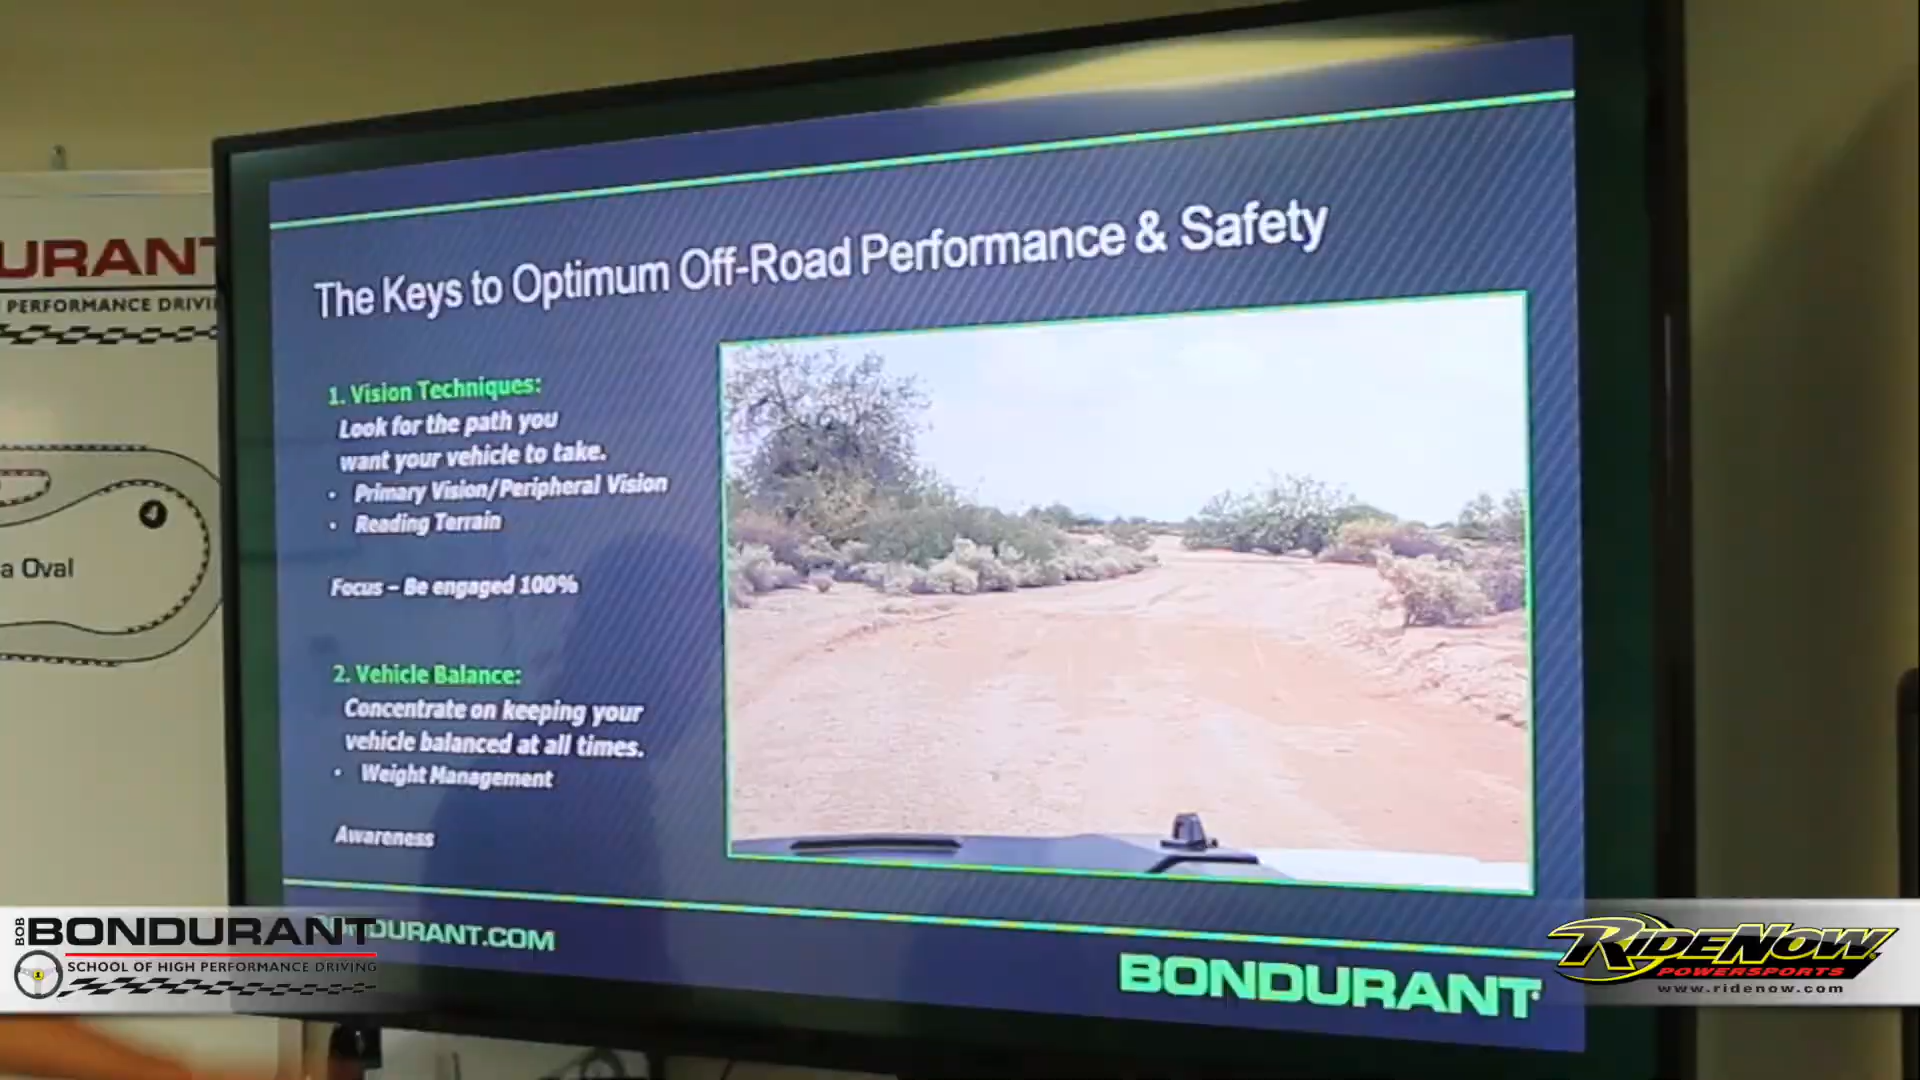 URANT
PERFORMANCE DRIVI
4
a Oval
The Keys to Optimum Off-Road Performance & Safety
1. Vision Techniques:
Look for the path you
want your vehicle to take.
• Primary Vision/Peripheral Vision
• Reading Terrain
Focus – Be engaged 100%
2. Vehicle Balance:
Concentrate on keeping your
vehicle balanced at all times.
• Weight Management
Awareness
BONDURANT.COM
BONDURANT
BOB BONDURANT
SCHOOL OF HIGH PERFORMANCE DRIVING
RIDENOW
POWERSPORTS
www.ridenow.com